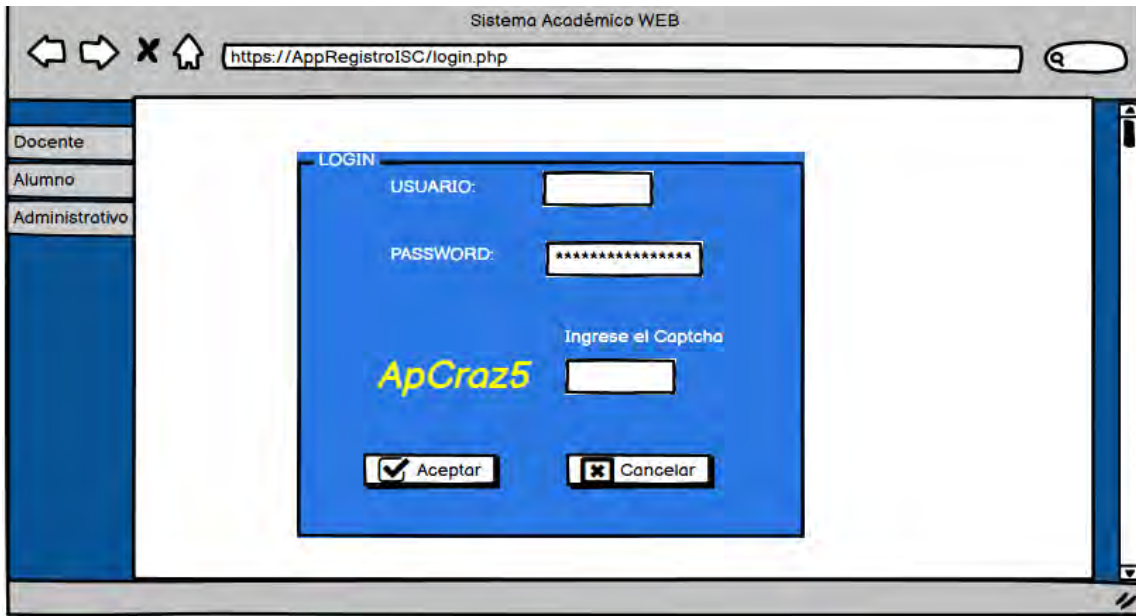 Sistema Académico WEB
https://AppRegistroISC/login.php
Docente
Alumno
Administrativo
LOGIN
USUARIO:
PASSWORD:
****************
Ingrese el Captcha
ApCraz5
Aceptar
Cancelar